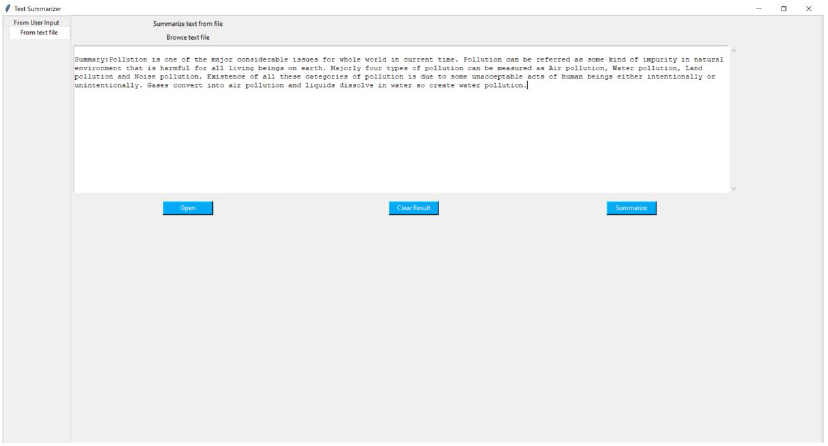 Text Summarizer
From User Input
From text file
Summarize text from file
Browse text file
Summary:Pollution is one of the major considerable issues for whole world in current time. Pollution can be referred as some kind of impurity in natural
environment that is harmful for all living beings on earth. Majorly four types of pollution can be measured as Air pollution, Water pollution, Land
pollution and Noise pollution. Existence of all these categories of pollution is due to some unacceptable acts of human beings either intentionally or
unintentionally. Gases convert into air pollution and liquids dissolve in water so create water pollution.
Open
Clear Result
Summarize